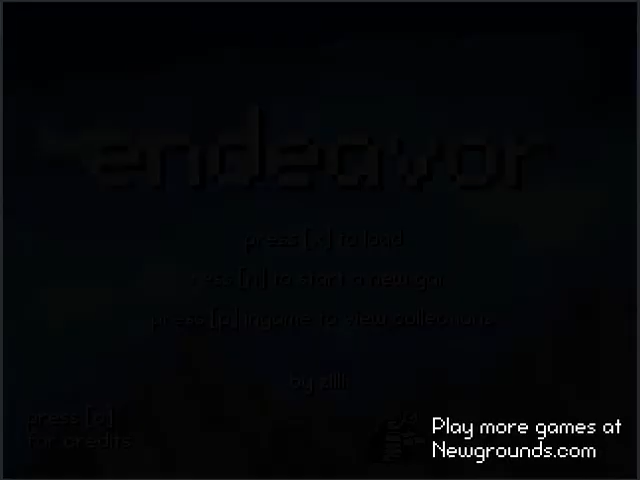 endeavor
press [x] to load
press [n] to start a new
press [p] ingame to view collections
by
press [c]
for credits
Play more games at
Newgrounds.com